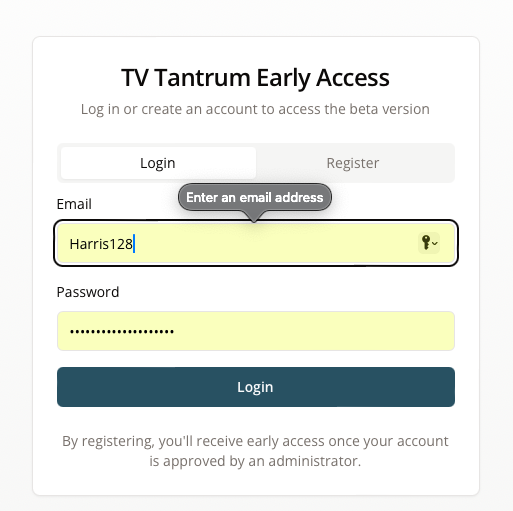 TV Tantrum Early Access
Log in or create an account to access the beta version
Login
Register
Enter an email address
Email
Harris128
Password
••••••••••••••••••••
Login
By registering, you'll receive early access once your account
is approved by an administrator.